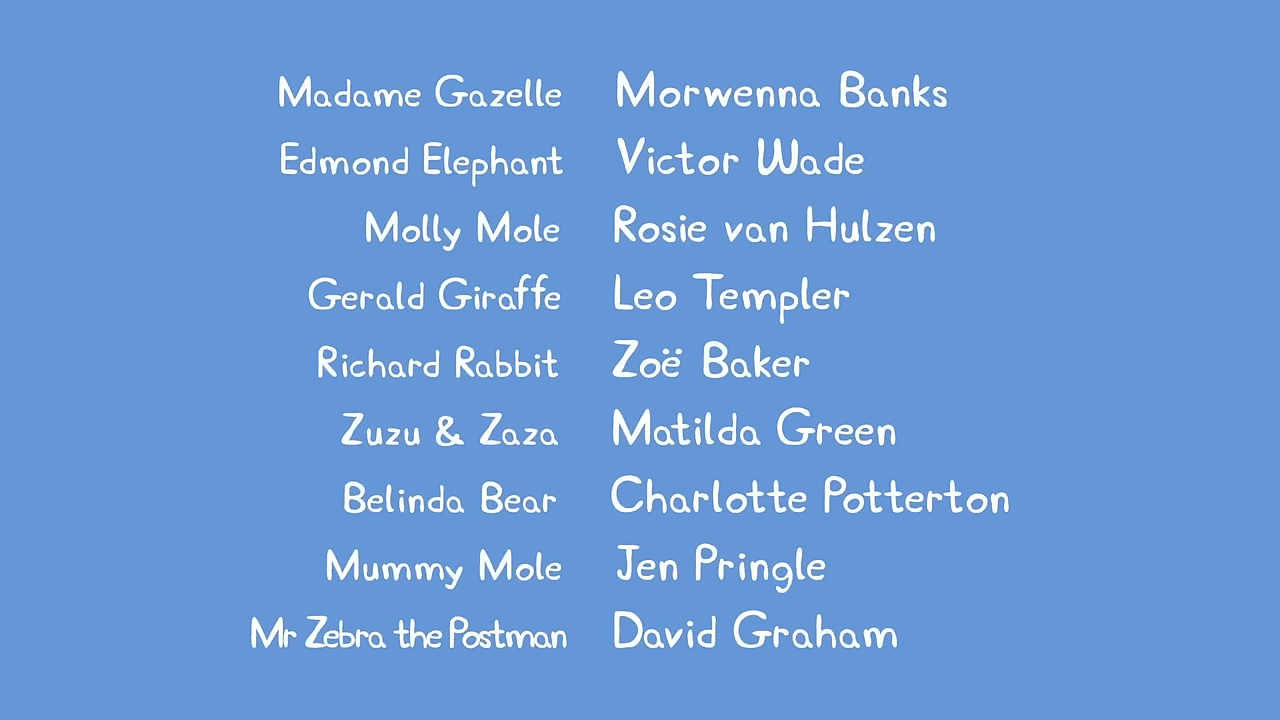 Madame Gazelle Morwenna Banks
Edmond Elephant Victor Wade
Molly Mole Rosie van Hulzen
Gerald Giraffe Leo Templer
Richard Rabbit Zoë Baker
Zuzu & Zaza Matilda Green
Belinda Bear Charlotte Potterton
Mummy Mole Jen Pringle
Mr Zebra the Postman David Graham